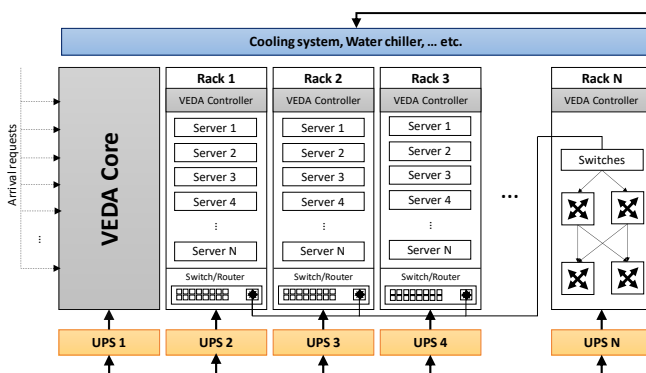 Cooling system, Water chiller, ... etc.
Arrival requests
...
VEDA Core
Rack 1
VEDA Controller
Server 1
Server 2
Server 3
Server 4
...
Server N
Switch/Router
Rack 2
VEDA Controller
Server 1
Server 2
Server 3
Server 4
...
Server N
Switch/Router
Rack 3
VEDA Controller
Server 1
Server 2
Server 3
Server 4
...
Server N
Switch/Router
...
Rack N
VEDA Controller
Switches
UPS 1
UPS 2
UPS 3
UPS 4
UPS N